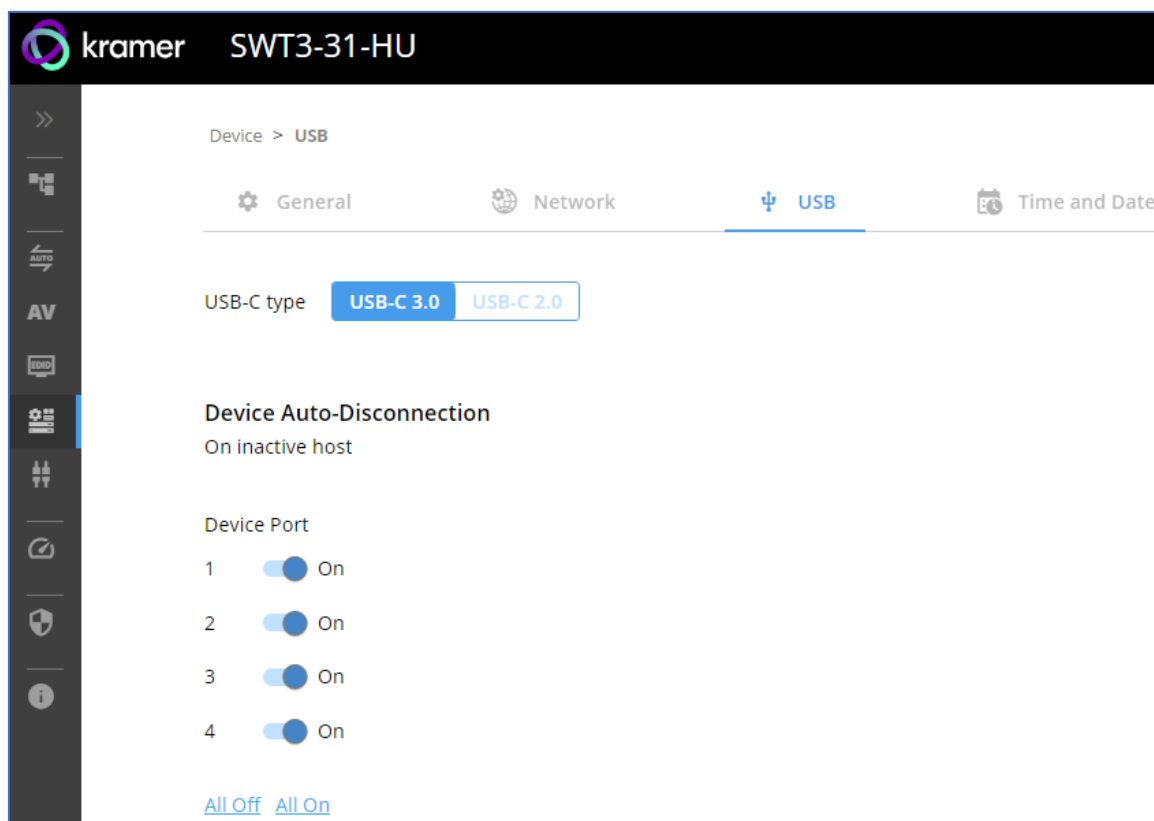 kramer SWT3-31-HU
Device > USB
General Network USB Time and Date
AUTO
USB-C type USB-C 3.0 USB-C 2.0
AV
EDID
Device Auto-Disconnection
On inactive host
Device Port
1 On
2 On
3 On
4 On
All Off All On